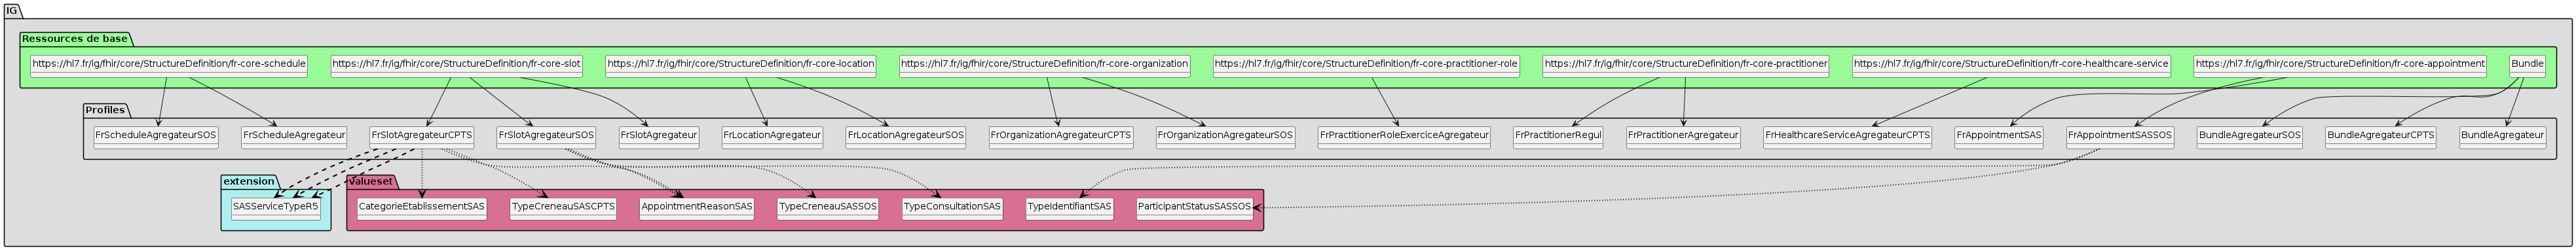 IG
Ressources de base
https://hl7.fr/ig/fhir/core/StructureDefinition/fr-core-schedule
https://hl7.fr/ig/fhir/core/StructureDefinition/fr-core-slot
https://hl7.fr/ig/fhir/core/StructureDefinition/fr-core-location
https://hl7.fr/ig/fhir/core/StructureDefinition/fr-core-organization
https://hl7.fr/ig/fhir/core/StructureDefinition/fr-core-practitioner-role
https://hl7.fr/ig/fhir/core/StructureDefinition/fr-core-practitioner
https://hl7.fr/ig/fhir/core/StructureDefinition/fr-core-healthcare-service
https://hl7.fr/ig/fhir/core/StructureDefinition/fr-core-appointment
Bundle
Profiles
FrScheduleAgregateurSOS
FrScheduleAgregateur
FrSlotAgregateurCPTS
FrSlotAgregateurSOS
FrSlotAgregateur
FrLocationAgregateur
FrLocationAgregateurSOS
FrOrganizationAgregateurCPTS
FrOrganizationAgregateurSOS
FrPractitionerRoleExerciceAgregateur
FrPractitionerRegul
FrPractitionerAgregateur
FrHealthcareServiceAgregateurCPTS
FrAppointmentSAS
FrAppointmentSASSOS
BundleAgregateurSOS
BundleAgregateurCPTS
BundleAgregateur
extension
SASServiceTypeR5
Valueset
CategorieEtablissementSAS
TypeCreneauSASCPTS
AppointmentReasonSAS
TypeCreneauSASSOS
TypeConsultationSAS
TypeIdentifiantSAS
ParticipantStatusSASSOS